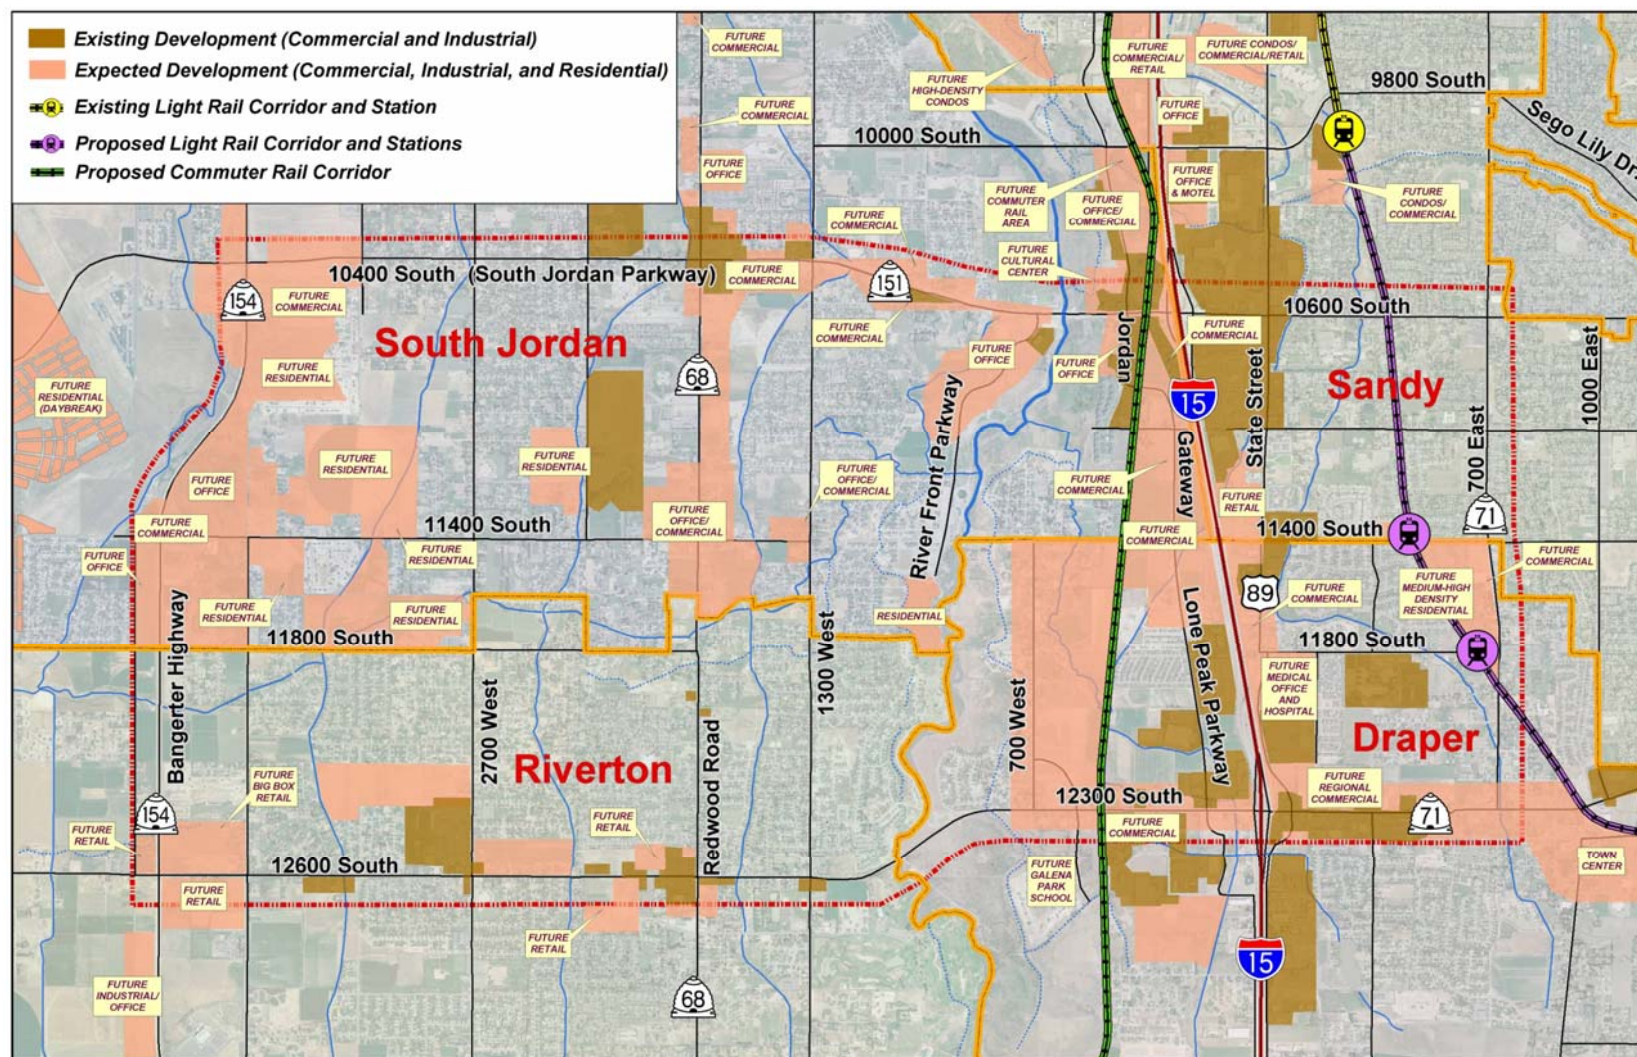 Existing Development (Commercial and Industrial)
Expected Development (Commercial, Industrial, and Residential)
Existing Light Rail Corridor and Station
Proposed Light Rail Corridor and Stations
Proposed Commuter Rail Corridor
FUTURE
COMMERCIAL
FUTURE
COMMERCIAL/
RETAIL
FUTURE CONDOS/
COMMERCIAL/RETAIL
FUTURE
HIGH-DENSITY
CONDOS
9800 South
FUTURE
COMMERCIAL
FUTURE
OFFICE
Sego Lily Dr.
10000 South
FUTURE
OFFICE
FUTURE
COMMUTER
RAIL
AREA
FUTURE
OFFICE/
COMMERCIAL
FUTURE
OFFICE
& MOTEL
FUTURE
CONDOS/
COMMERCIAL
FUTURE
COMMERCIAL
FUTURE
CULTURAL
CENTER
10400 South (South Jordan Parkway)
FUTURE
COMMERCIAL
151
154
FUTURE
COMMERCIAL
10600 South
FUTURE
COMMERCIAL
FUTURE
COMMERCIAL
South Jordan
FUTURE
OFFICE
FUTURE
OFFICE
Jordan
FUTURE
RESIDENTIAL
68
15
State Street
Sandy
1000 East
FUTURE
RESIDENTIAL
(DAYBREAK)
River Front Parkway
Gateway
700 East
FUTURE
RESIDENTIAL
FUTURE
RESIDENTIAL
FUTURE
OFFICE/
COMMERCIAL
FUTURE
OFFICE
FUTURE
COMMERCIAL
FUTURE
RETAIL
71
FUTURE
COMMERCIAL
11400 South
FUTURE
OFFICE/
COMMERCIAL
FUTURE
COMMERCIAL
11400 South
FUTURE
OFFICE
FUTURE
RESIDENTIAL
FUTURE
COMMERCIAL
FUTURE
MEDIUM-HIGH
DENSITY
RESIDENTIAL
89
FUTURE
COMMERCIAL
FUTURE
RESIDENTIAL
FUTURE
RESIDENTIAL
RESIDENTIAL
Lone Peak Parkway
11800 South
11800 South
Bangerter Highway
2700 West
Redwood Road
1300 West
700 West
FUTURE
MEDICAL
OFFICE
AND
HOSPITAL
Riverton
Draper
FUTURE
BIG BOX
RETAIL
FUTURE
REGIONAL
COMMERCIAL
12300 South
154
FUTURE
RETAIL
FUTURE
RETAIL
FUTURE
COMMERCIAL
71
12600 South
FUTURE
GALENA
PARK
SCHOOL
TOWN
CENTER
FUTURE
RETAIL
FUTURE
RETAIL
15
FUTURE
INDUSTRIAL/
OFFICE
68